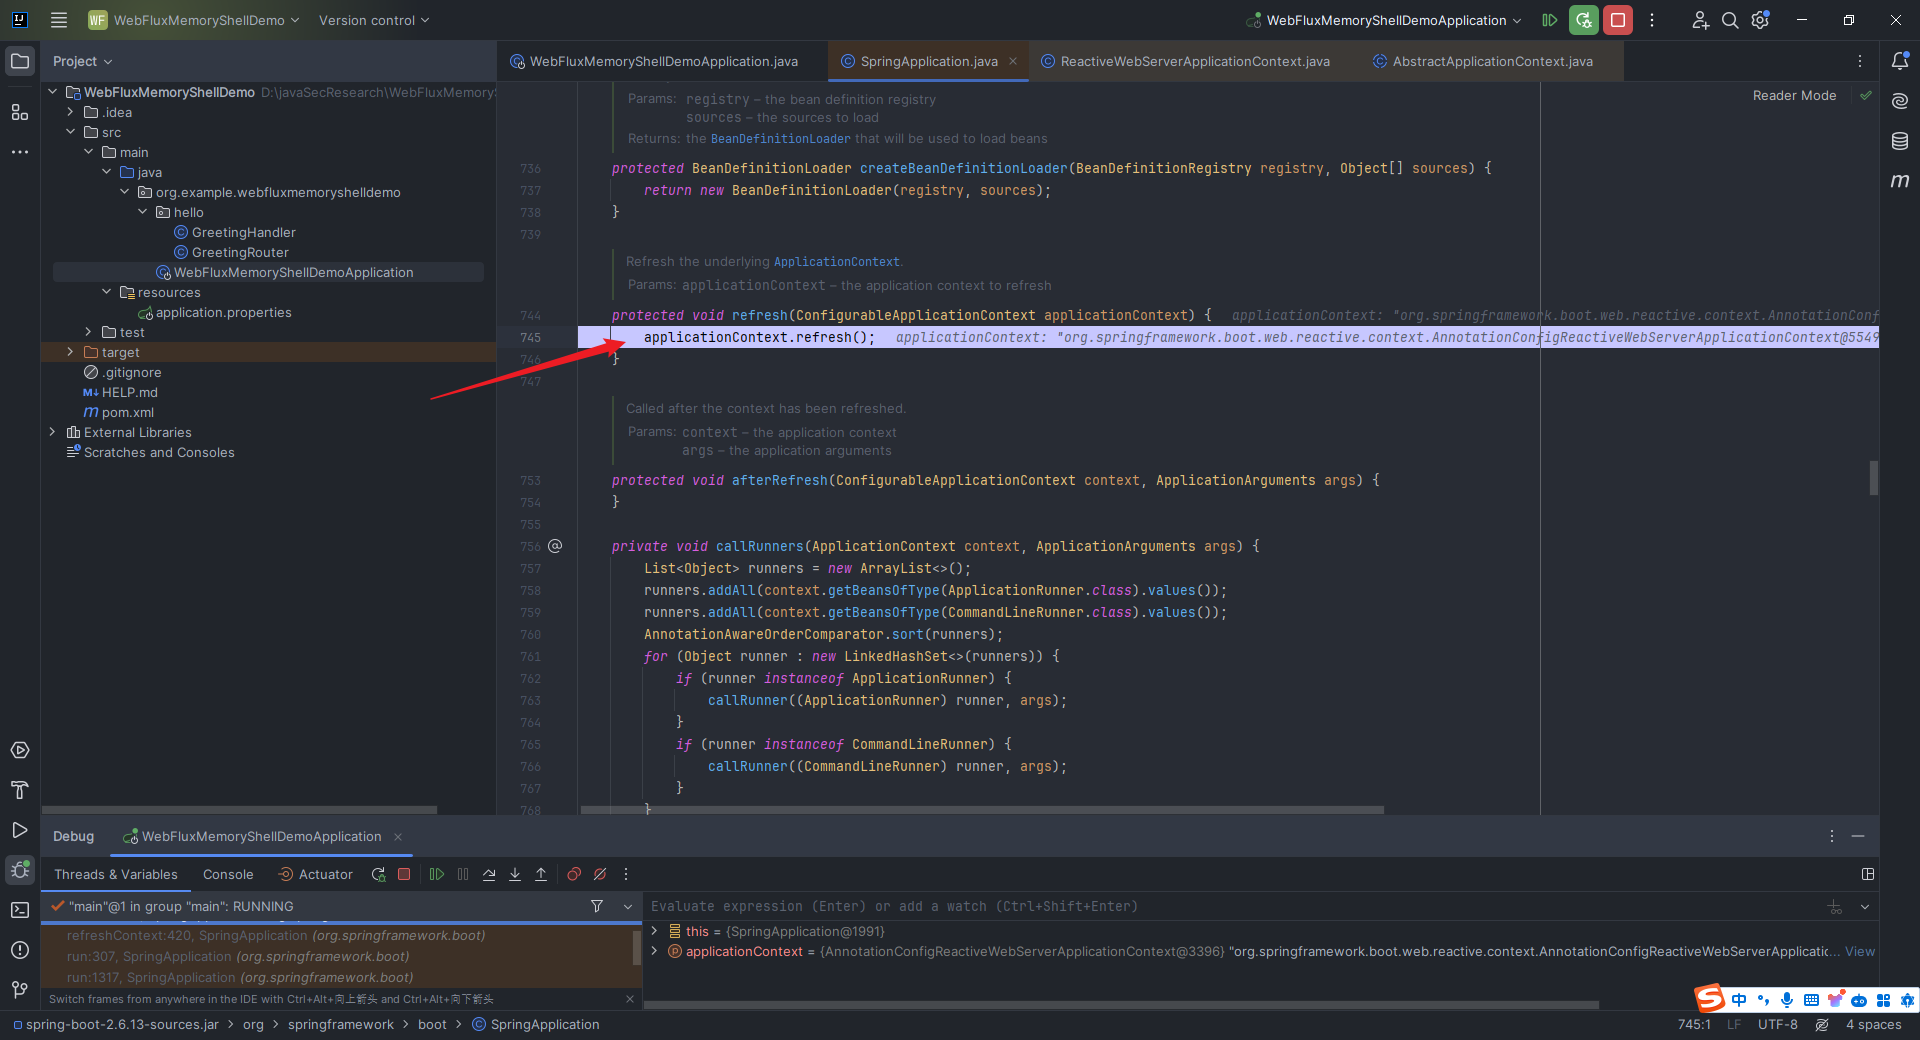 WF WebFluxMemoryShellDemo Version control WebFluxMemoryShellDemoApplication
Project
WebFluxMemoryShellDemoApplication.java SpringApplication.java ReactiveWebServerApplicationContext.java AbstractApplicationContext.java
WebFluxMemoryShellDemo D:\javaSecResearch\WebFluxMemoryS
.idea
src
main
java
org.example.webfluxmemoryshelldemo
hello
GreetingHandler
GreetingRouter
WebFluxMemoryShellDemoApplication
resources
application.properties
test
target
.gitignore
M↓ HELP.md
m pom.xml
External Libraries
Scratches and Consoles
Reader Mode
Params: registry – the bean definition registry
sources – the sources to load
Returns: the BeanDefinitionLoader that will be used to load beans
736 protected BeanDefinitionLoader createBeanDefinitionLoader(BeanDefinitionRegistry registry, Object[] sources) {
737 return new BeanDefinitionLoader(registry, sources);
738 }
739
Refresh the underlying ApplicationContext.
Params: applicationContext – the application context to refresh
744 protected void refresh(ConfigurableApplicationContext applicationContext) { applicationContext: "org.springframework.boot.web.reactive.context.AnnotationConf
745 applicationContext.refresh(); applicationContext: "org.springframework.boot.web.reactive.context.AnnotationConfigReactiveWebServerApplicationContext@5549
746 }
747
Called after the context has been refreshed.
Params: context – the application context
args – the application arguments
753 protected void afterRefresh(ConfigurableApplicationContext context, ApplicationArguments args) {
754 }
755
756 private void callRunners(ApplicationContext context, ApplicationArguments args) {
757 List<Object> runners = new ArrayList<>();
758 runners.addAll(context.getBeansOfType(ApplicationRunner.class).values());
759 runners.addAll(context.getBeansOfType(CommandLineRunner.class).values());
760 AnnotationAwareOrderComparator.sort(runners);
761 for (Object runner : new LinkedHashSet<>(runners)) {
762 if (runner instanceof ApplicationRunner) {
763 callRunner((ApplicationRunner) runner, args);
764 }
765 if (runner instanceof CommandLineRunner) {
766 callRunner((CommandLineRunner) runner, args);
767 }
768 }
Debug WebFluxMemoryShellDemoApplication
Threads & Variables Console Actuator
"main"@1 in group "main": RUNNING
refreshContext:420, SpringApplication (org.springframework.boot)
run:307, SpringApplication (org.springframework.boot)
run:1317, SpringApplication (org.springframework.boot)
Switch frames from anywhere in the IDE with Ctrl+Alt+向上箭头 and Ctrl+Alt+向下箭头
Evaluate expression (Enter) or add a watch (Ctrl+Shift+Enter)
this = {SpringApplication@1991}
applicationContext = {AnnotationConfigReactiveWebServerApplicationContext@3396} "org.springframework.boot.web.reactive.context.AnnotationConfigReactiveWebServerApplicatic... View
中
spring-boot-2.6.13-sources.jar org springframework boot SpringApplication
745:1 LF UTF-8 4 spaces